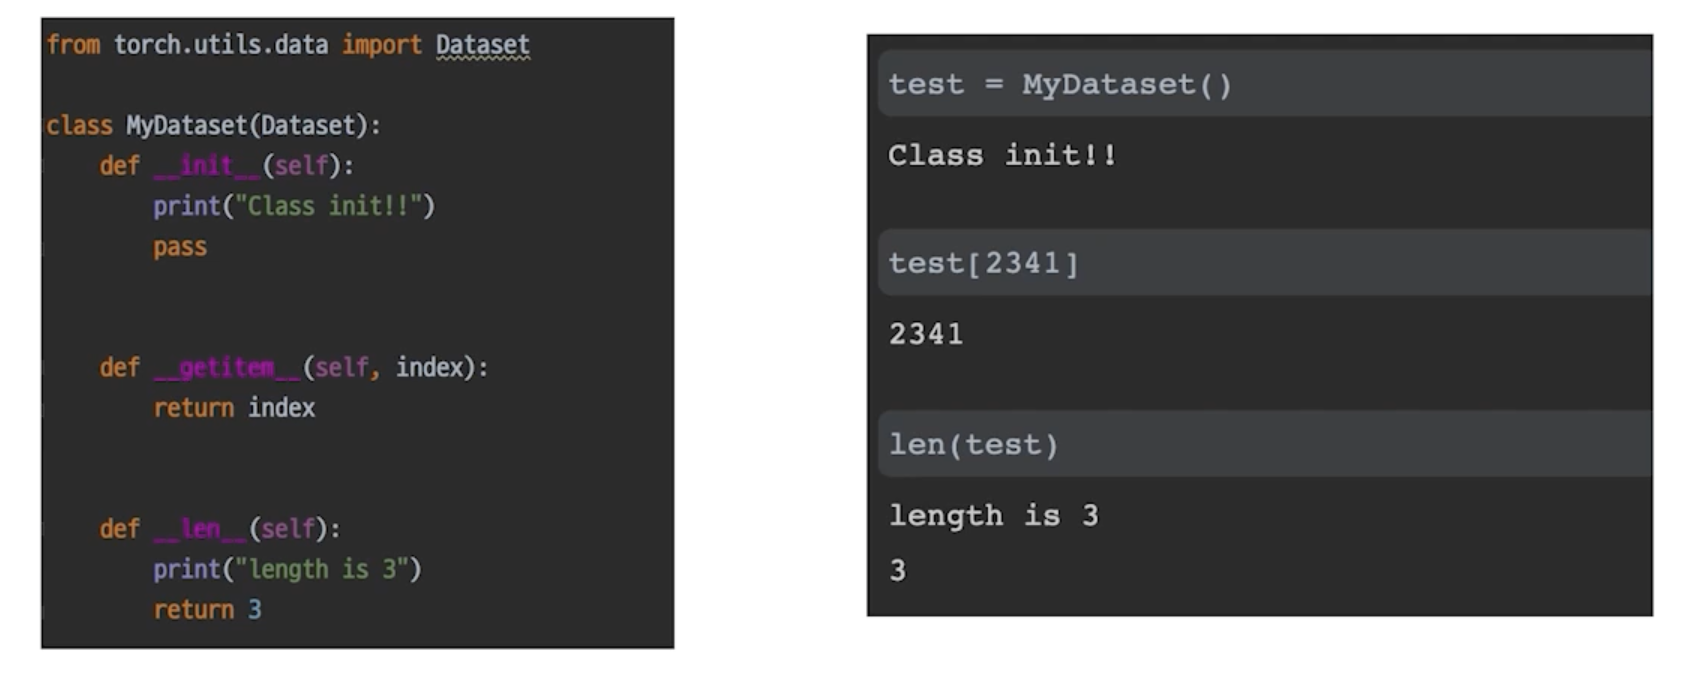 from torch.utils.data import Dataset
class MyDataset(Dataset):
def __init__(self):
print("Class init!!")
pass
def __getitem__(self, index):
return index
def __len__(self):
print("length is 3")
return 3
test = MyDataset()
Class init!!
test[2341]
2341
len(test)
length is 3
3